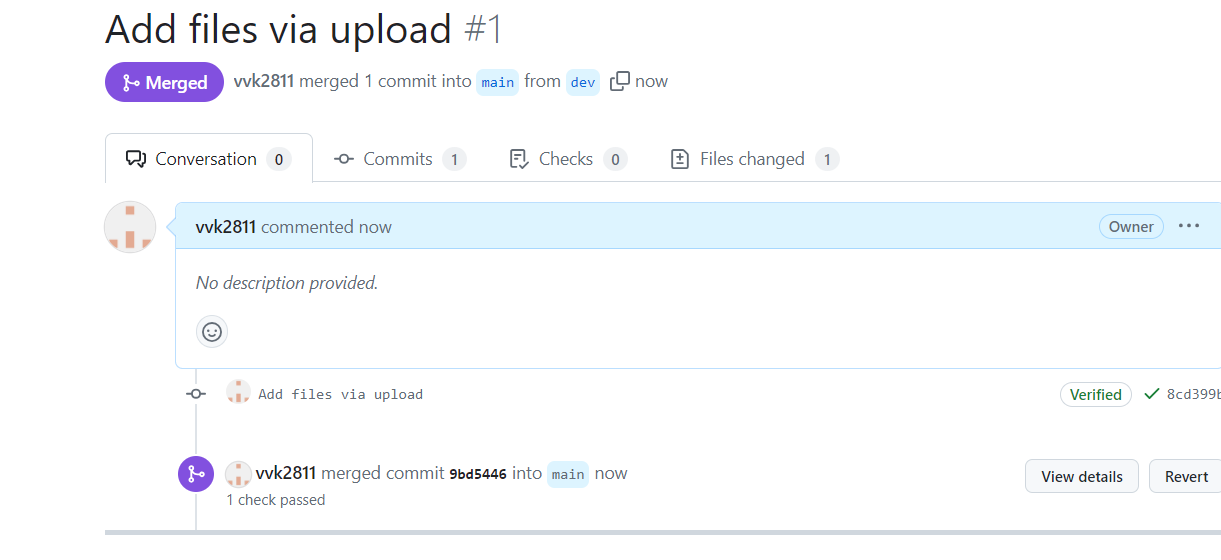 Add files via upload #1
Merged vvk2811 merged 1 commit into main from dev now
Conversation 0 Commits 1 Checks 0 Files changed 1
vvk2811 commented now Owner
No description provided.
Add files via upload Verified 8cd399b
vvk2811 merged commit 9bd5446 into main now View details Revert
1 check passed